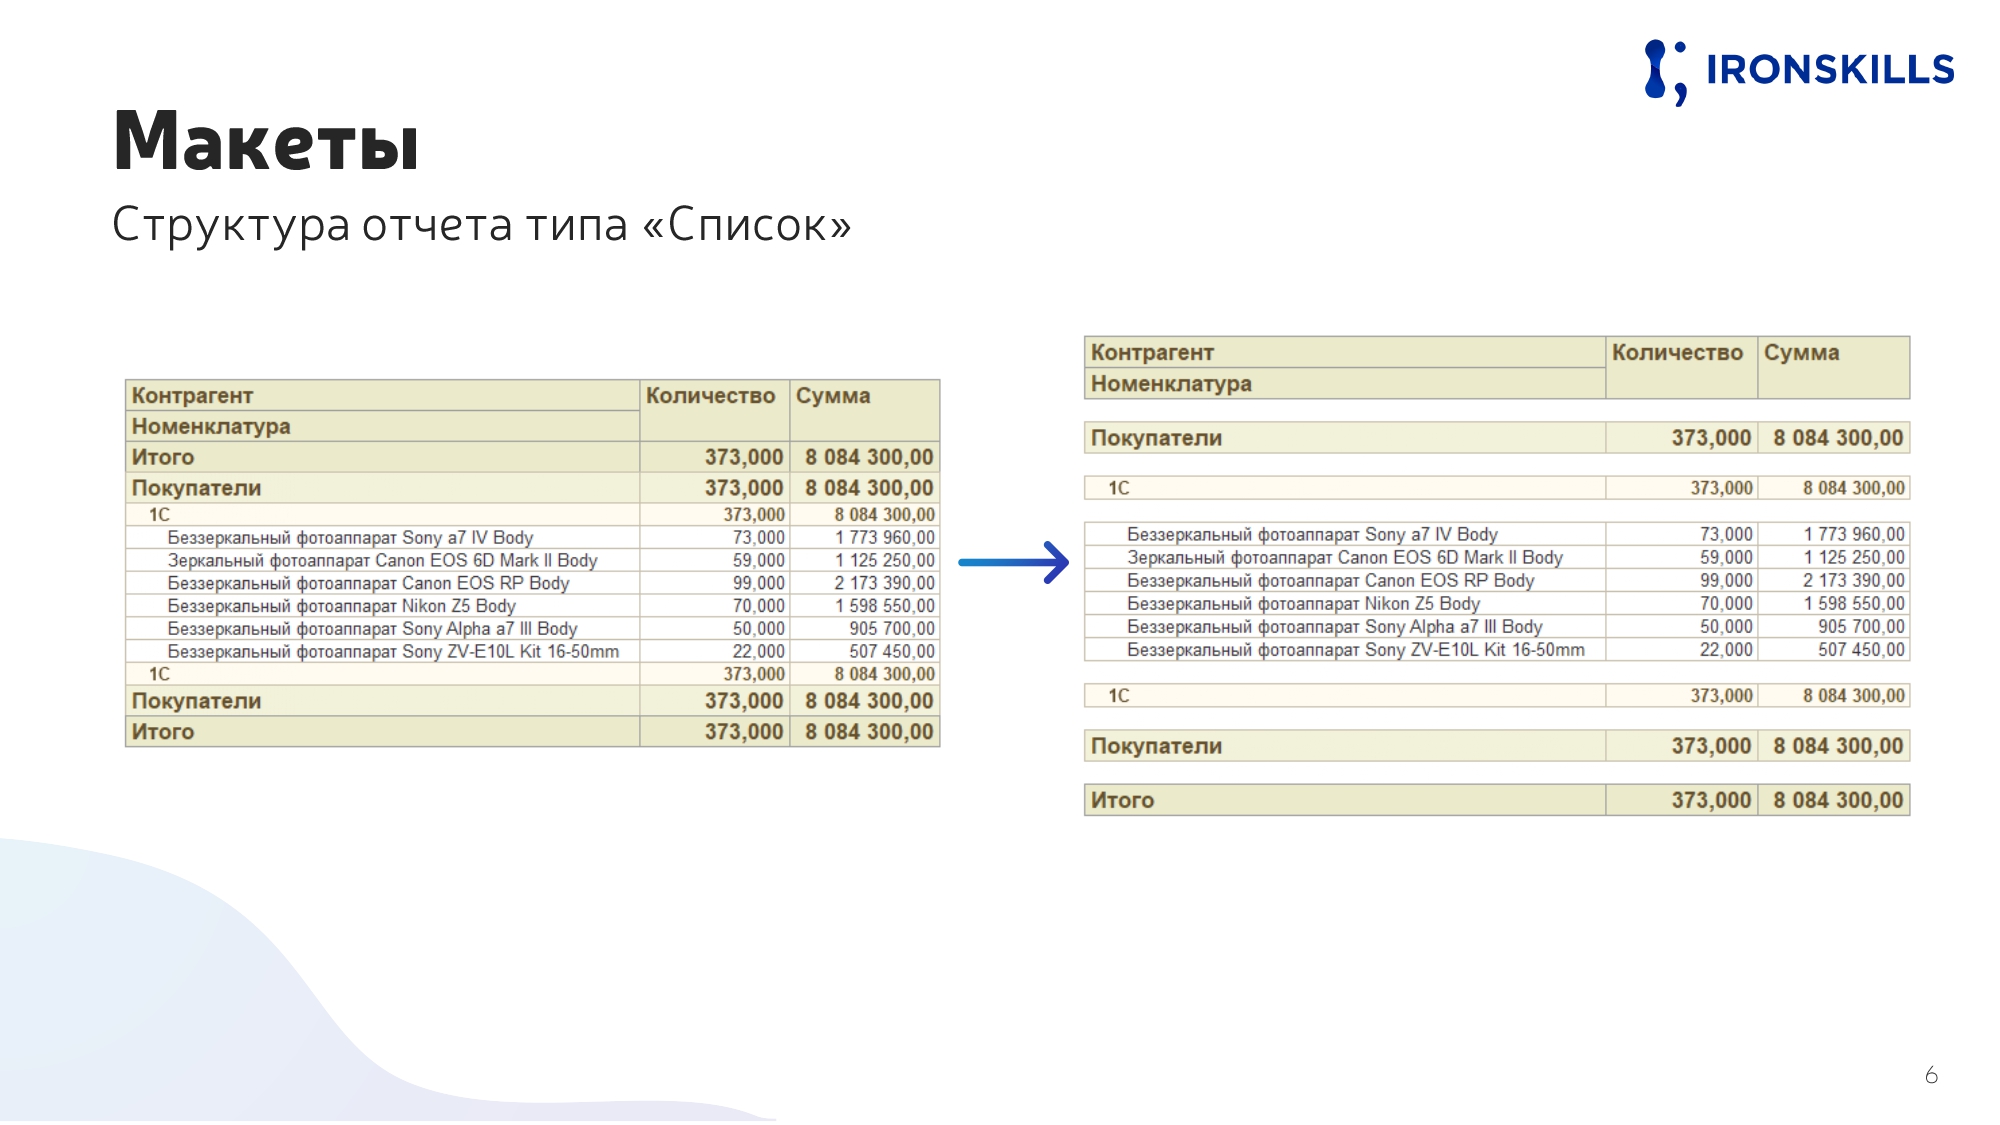 IRONSKILLS
Макеты
Структура отчета типа «Список»
Контрагент Количество Сумма
Номенклатура
Итого 373,000 8 084 300,00
Покупатели 373,000 8 084 300,00
1С 373,000 8 084 300,00
Беззеркальный фотоаппарат Sony a7 IV Body 73,000 1 773 960,00
Зеркальный фотоаппарат Canon EOS 6D Mark II Body 59,000 1 125 250,00
Беззеркальный фотоаппарат Canon EOS RP Body 99,000 2 173 390,00
Беззеркальный фотоаппарат Nikon Z5 Body 70,000 1 598 550,00
Беззеркальный фотоаппарат Sony Alpha a7 III Body 50,000 905 700,00
Беззеркальный фотоаппарат Sony ZV-E10L Kit 16-50mm 22,000 507 450,00
1С 373,000 8 084 300,00
Покупатели 373,000 8 084 300,00
Итого 373,000 8 084 300,00
Контрагент Количество Сумма
Номенклатура
Покупатели 373,000 8 084 300,00
1С 373,000 8 084 300,00
Беззеркальный фотоаппарат Sony a7 IV Body 73,000 1 773 960,00
Зеркальный фотоаппарат Canon EOS 6D Mark II Body 59,000 1 125 250,00
Беззеркальный фотоаппарат Canon EOS RP Body 99,000 2 173 390,00
Беззеркальный фотоаппарат Nikon Z5 Body 70,000 1 598 550,00
Беззеркальный фотоаппарат Sony Alpha a7 III Body 50,000 905 700,00
Беззеркальный фотоаппарат Sony ZV-E10L Kit 16-50mm 22,000 507 450,00
1С 373,000 8 084 300,00
Покупатели 373,000 8 084 300,00
Итого 373,000 8 084 300,00
6